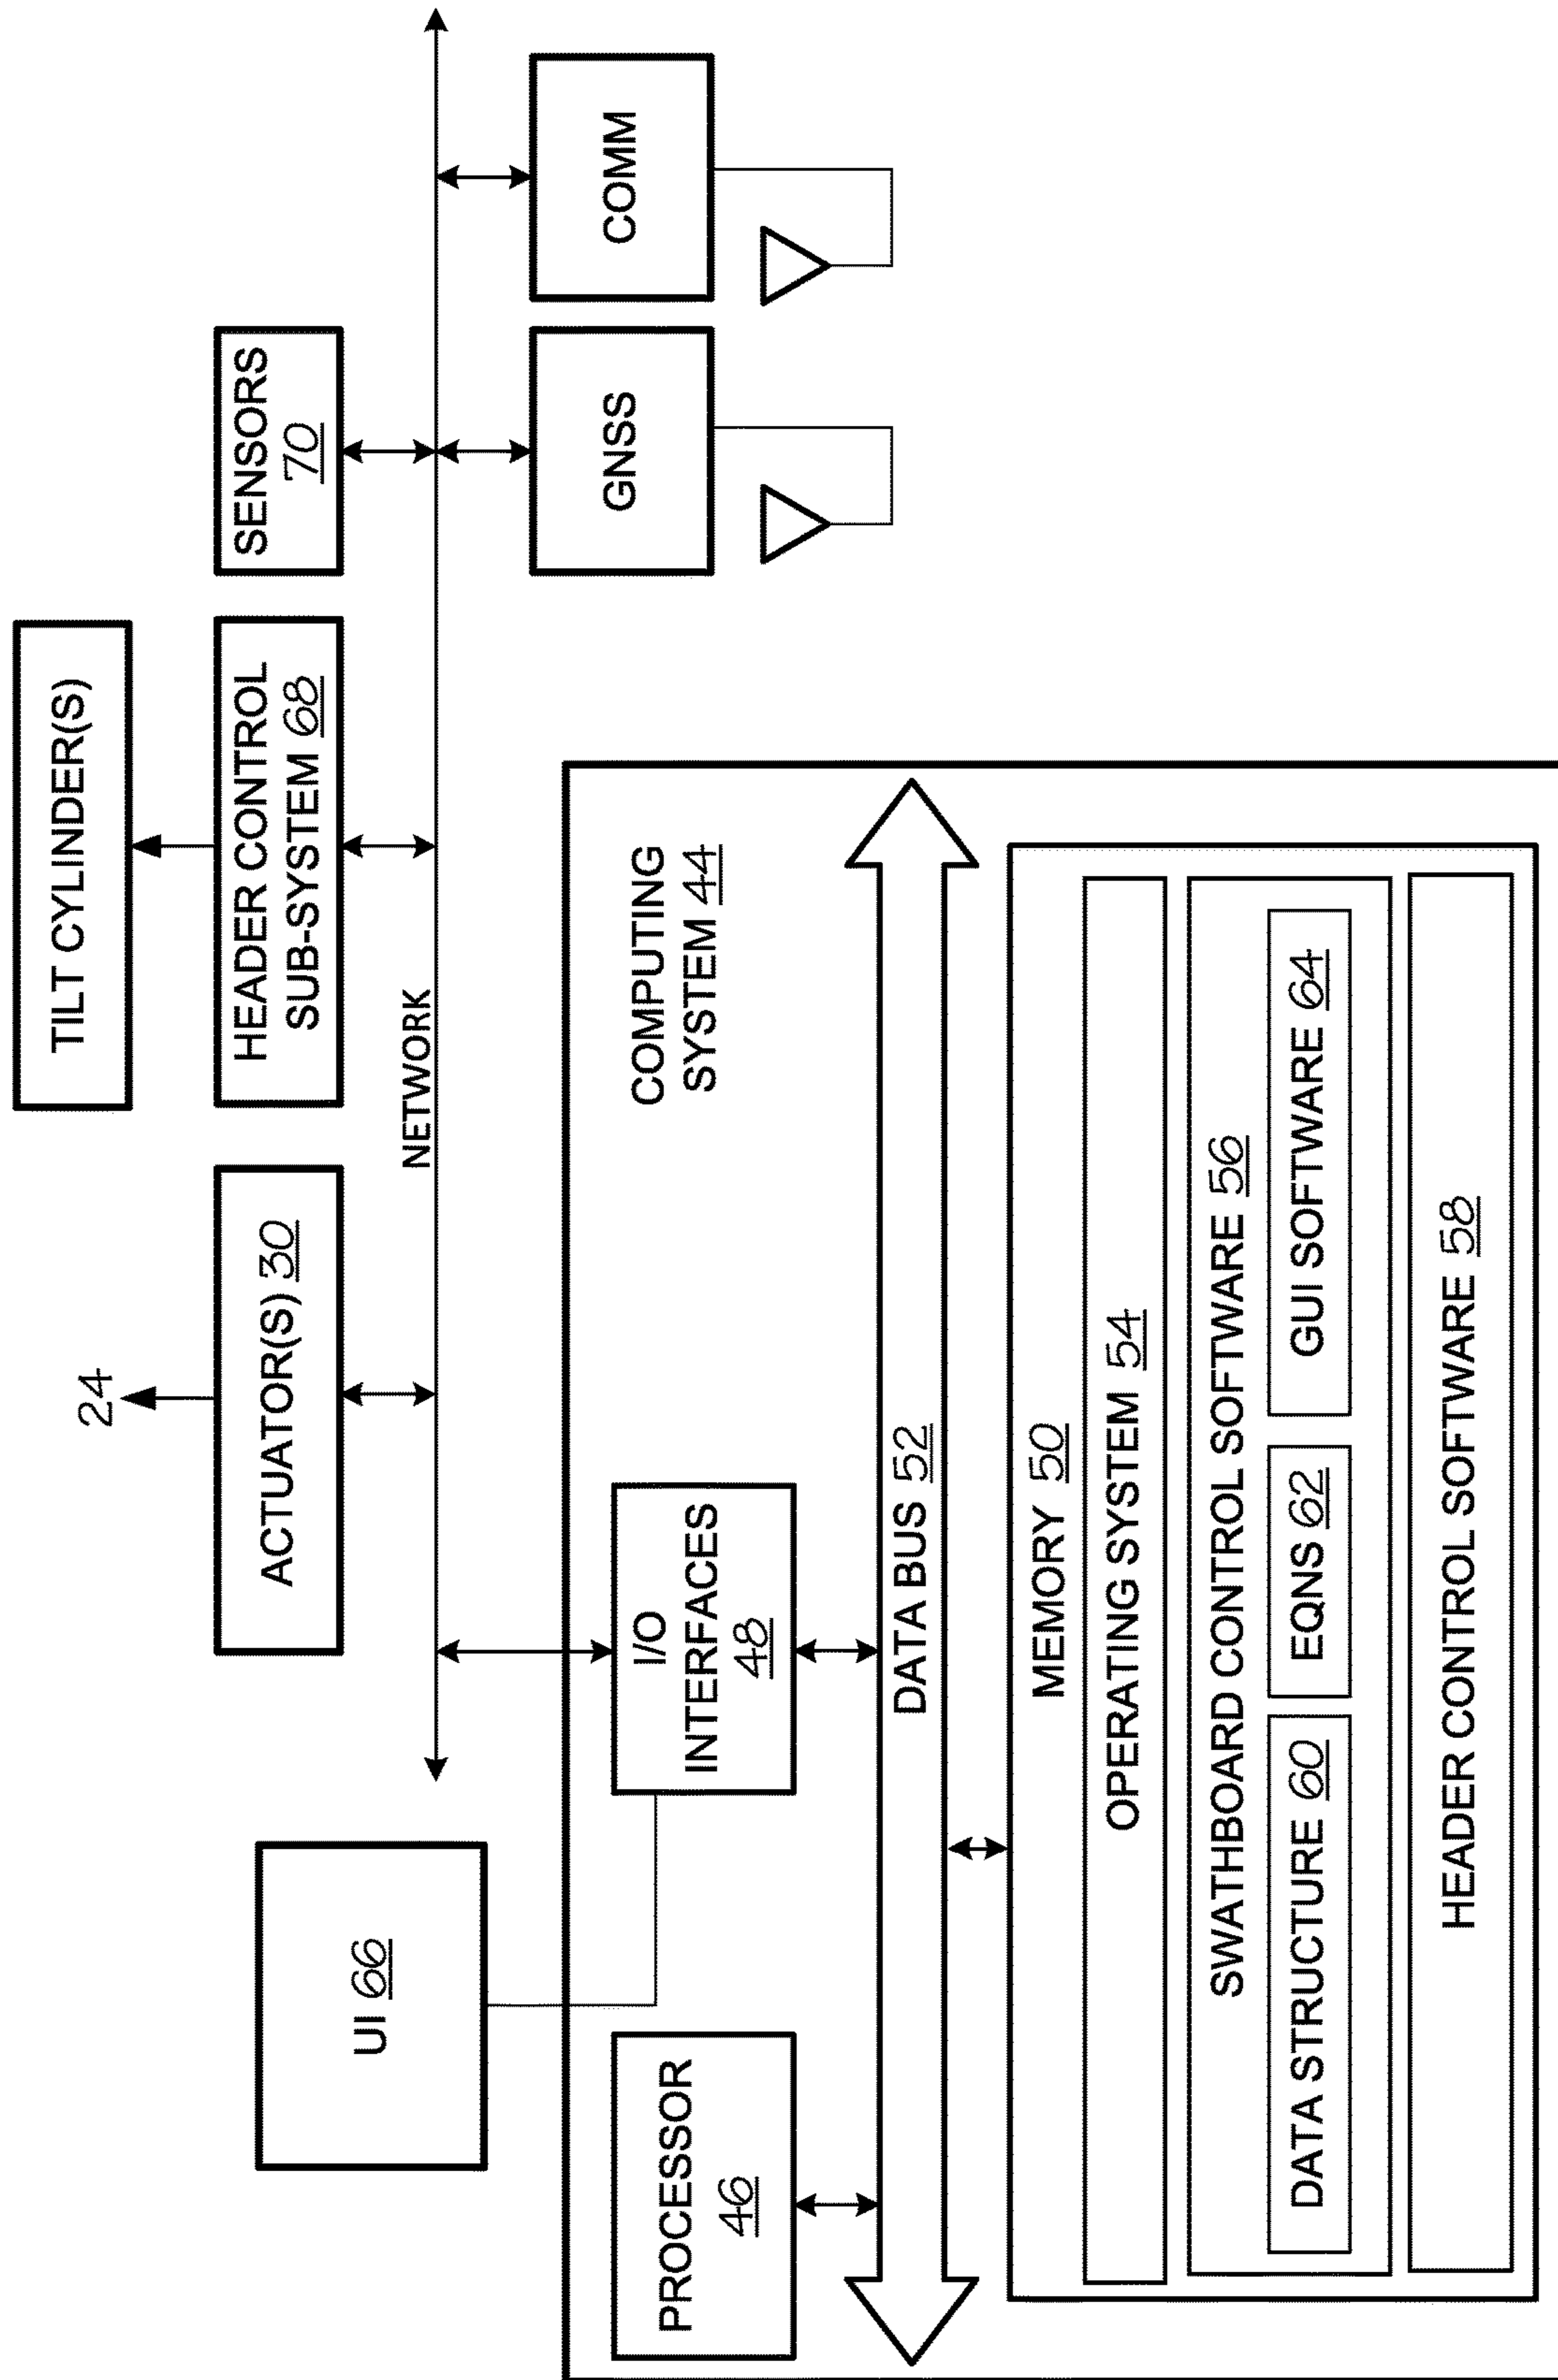 TILT CYLINDER(S)
24
ACTUATOR(S) 30
HEADER CONTROL
SUB-SYSTEM 68
SENSORS
70
UI 66
NETWORK
GNSS
COMM
PROCESSOR
46
I/O
INTERFACES
48
COMPUTING
SYSTEM 44
DATA BUS 52
MEMORY 50
OPERATING SYSTEM 54
SWATHBOARD CONTROL SOFTWARE 56
DATA STRUCTURE 60
EQNS 62
GUI SOFTWARE 64
HEADER CONTROL SOFTWARE 58